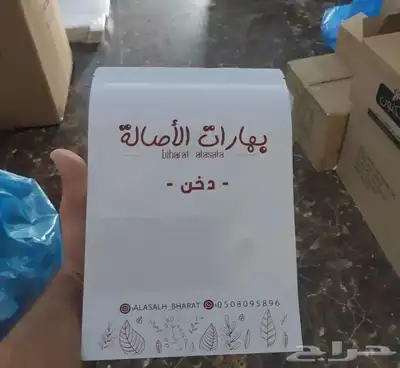 بهارات الأصالة
biharat alasala
- دخن -
ALASALH_BHARAT 0508095896
حراج